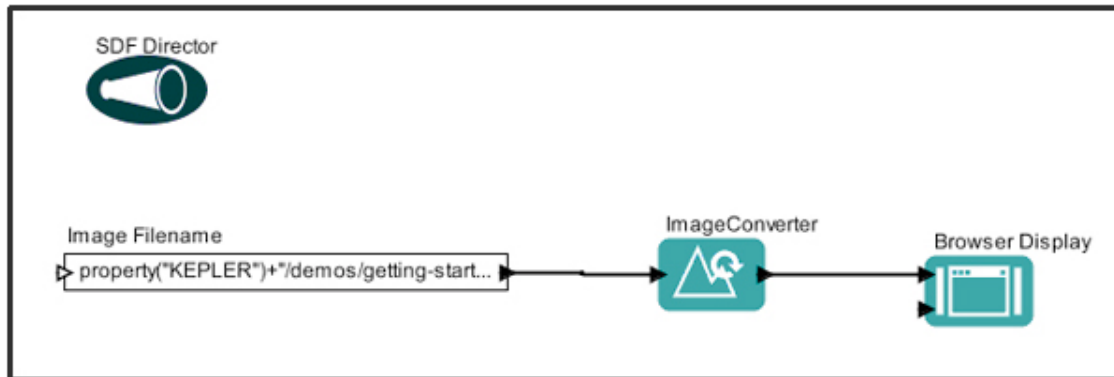 SDF Director
Image Filename
property("KEPLER")+"/demos/getting-start...
ImageConverter
Browser Display